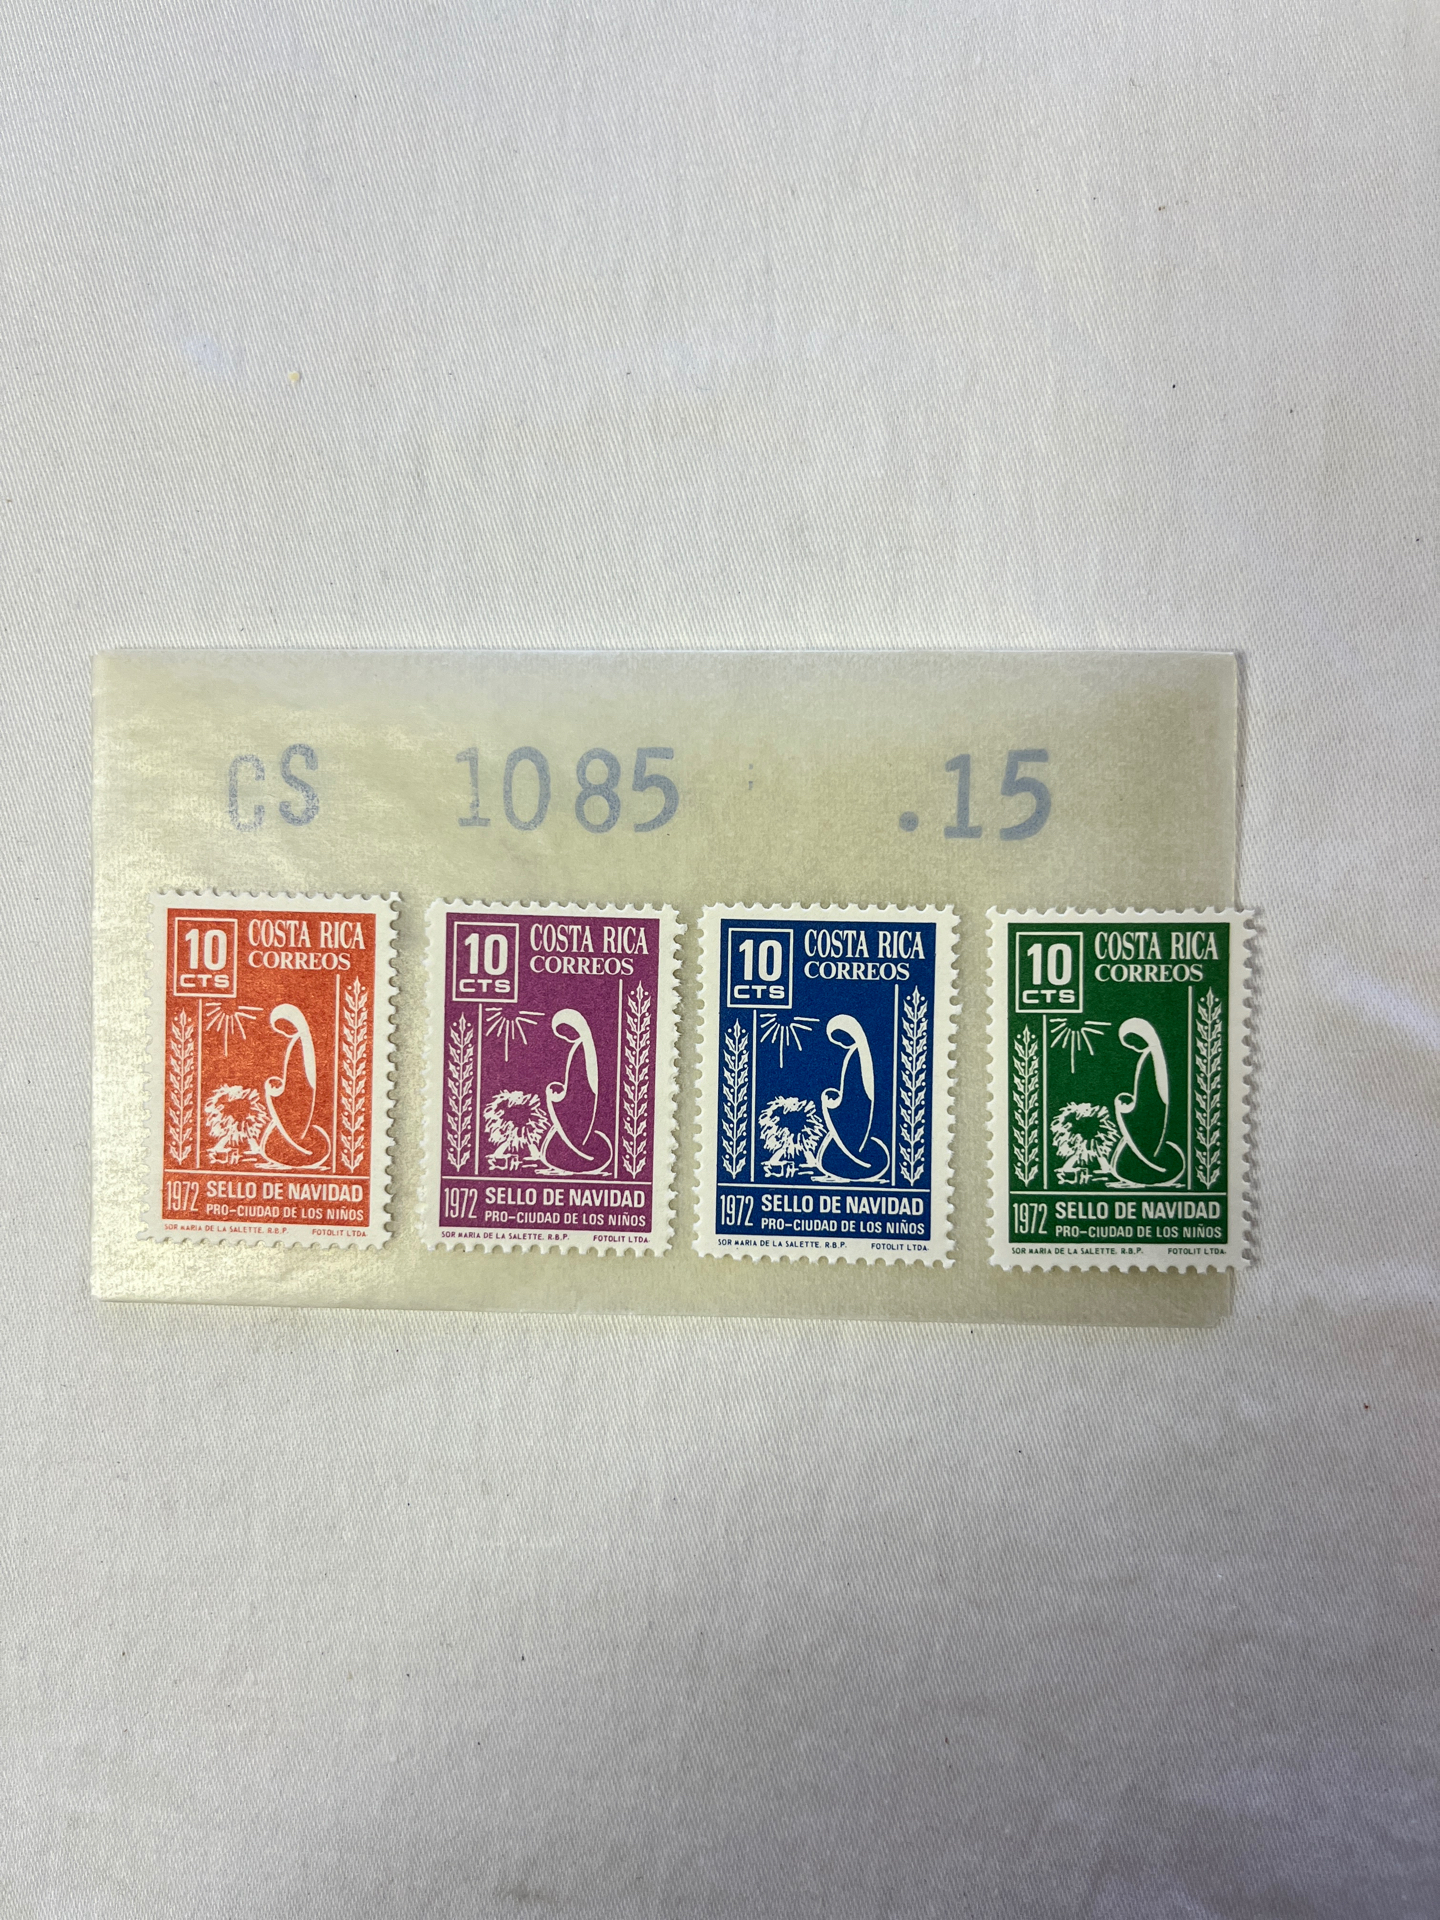 CS 1085 .15
10
CTS
COSTA RICA
CORREOS
SJH
1972 SELLO DE NAVIDAD
PRO-CIUDAD DE LOS NIÑOS
SOR MARIA DE LA SALETTE. R.B.P. FOTOLIT LTDA.
10
CTS
COSTA RICA
CORREOS
SJH
1972 SELLO DE NAVIDAD
PRO-CIUDAD DE LOS NIÑOS
SOR MARIA DE LA SALETTE. R.B.P. FOTOLIT LTDA.
10
CTS
COSTA RICA
CORREOS
SJH
1972 SELLO DE NAVIDAD
PRO-CIUDAD DE LOS NIÑOS
SOR MARIA DE LA SALETTE. R.B.P. FOTOLIT LTDA.
10
CTS
COSTA RICA
CORREOS
SJH
1972 SELLO DE NAVIDAD
PRO-CIUDAD DE LOS NIÑOS
SOR MARIA DE LA SALETTE. R.B.P. FOTOLIT LTDA.